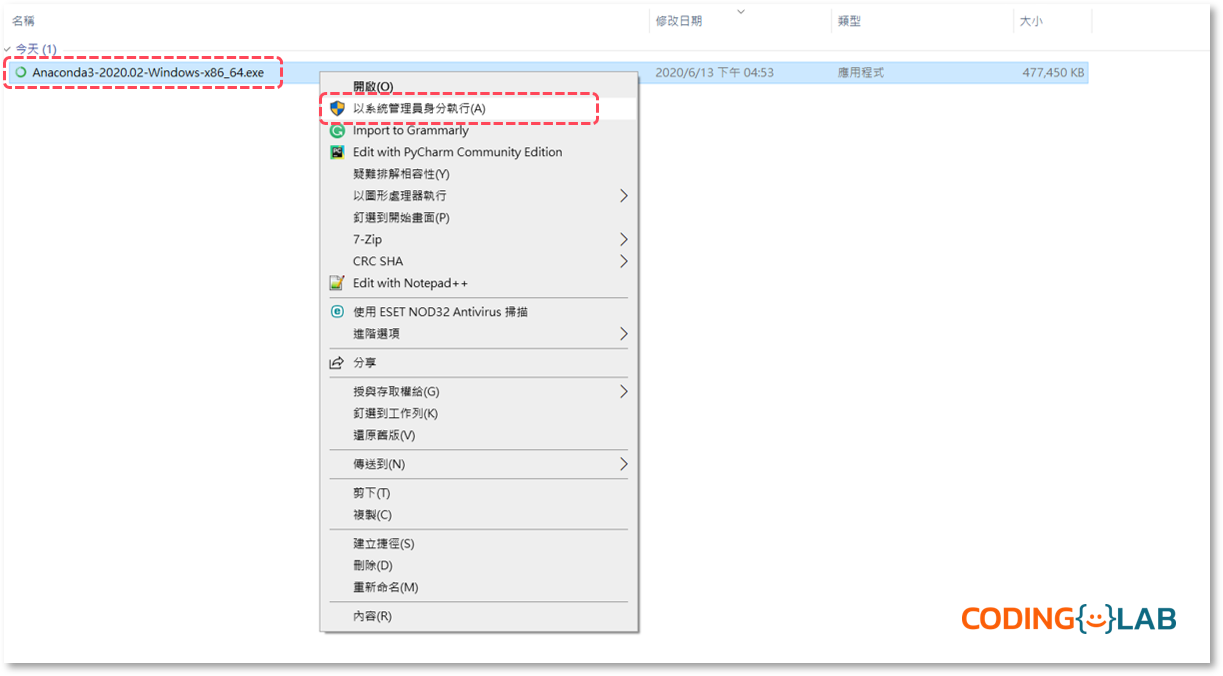 名稱 修改日期 類型 大小
今天 (1)
Anaconda3-2020.02-Windows-x86_64.exe 2020/6/13 下午 04:53 應用程式 477,450 KB
開啟(O)
以系統管理員身分執行(A)
Import to Grammarly
Edit with PyCharm Community Edition
疑難排解相容性(Y)
以圖形處理器執行
釘選到開始畫面(P)
7-Zip
CRC SHA
Edit with Notepad++
使用 ESET NOD32 Antivirus 掃描
進階選項
分享
授與存取權給(G)
釘選到工作列(K)
還原舊版(V)
傳送到(N)
剪下(T)
複製(C)
建立捷徑(S)
刪除(D)
重新命名(M)
內容(R)
CODING{}LAB